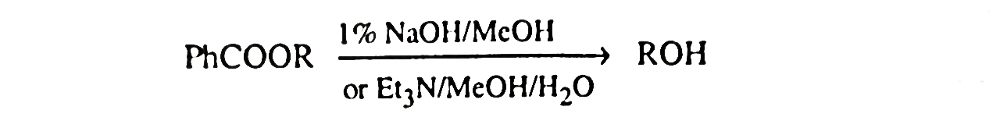 1% NaOH/MeOH
PhCOOR ROH
or Et₃N/MeOH/H₂O